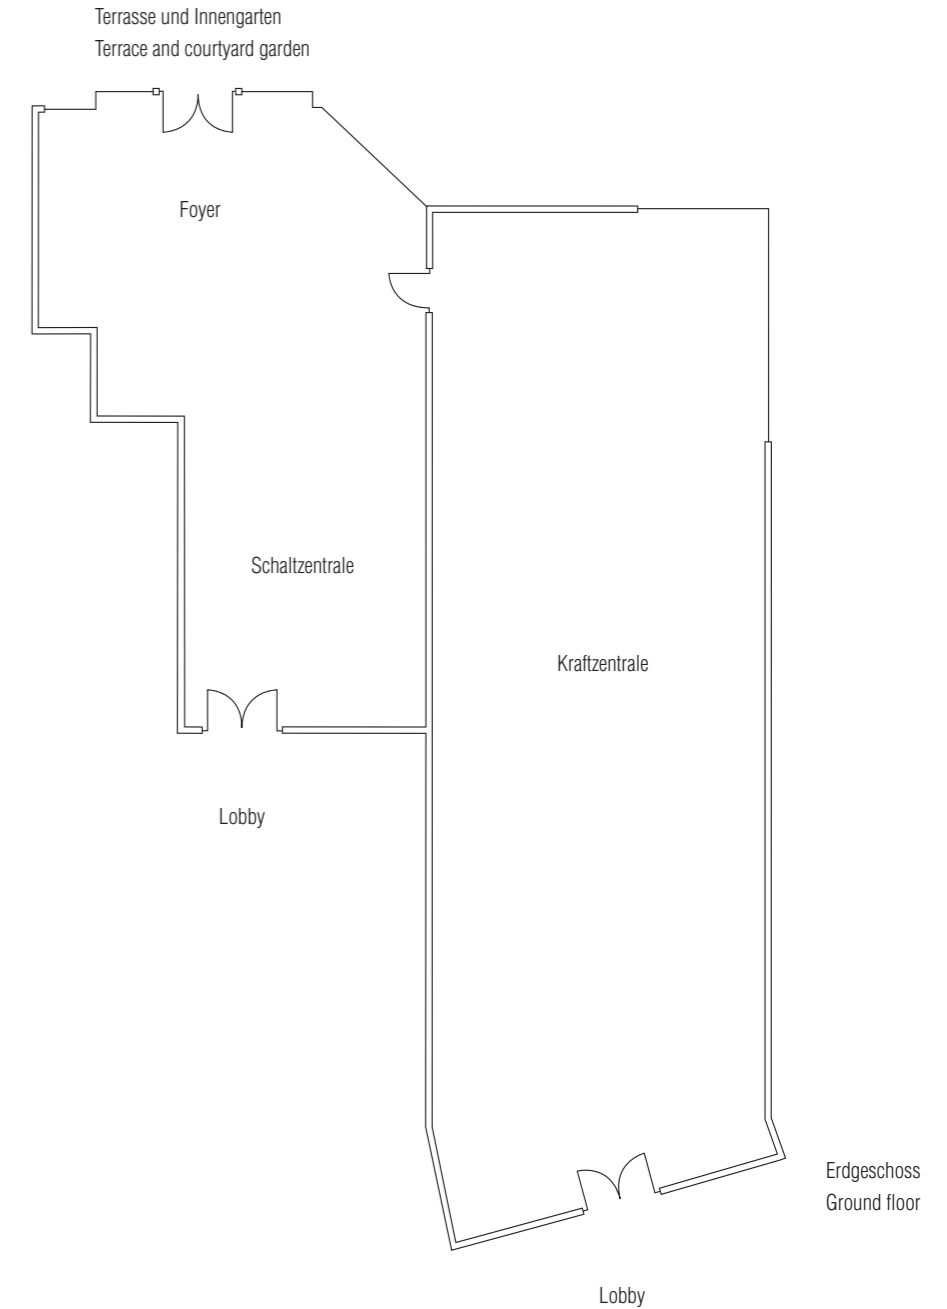 Terrasse und Innengarten
Terrace and courtyard garden
Foyer
Schaltzentrale
Kraftzentrale
Lobby
Erdgeschoss
Ground floor
Lobby